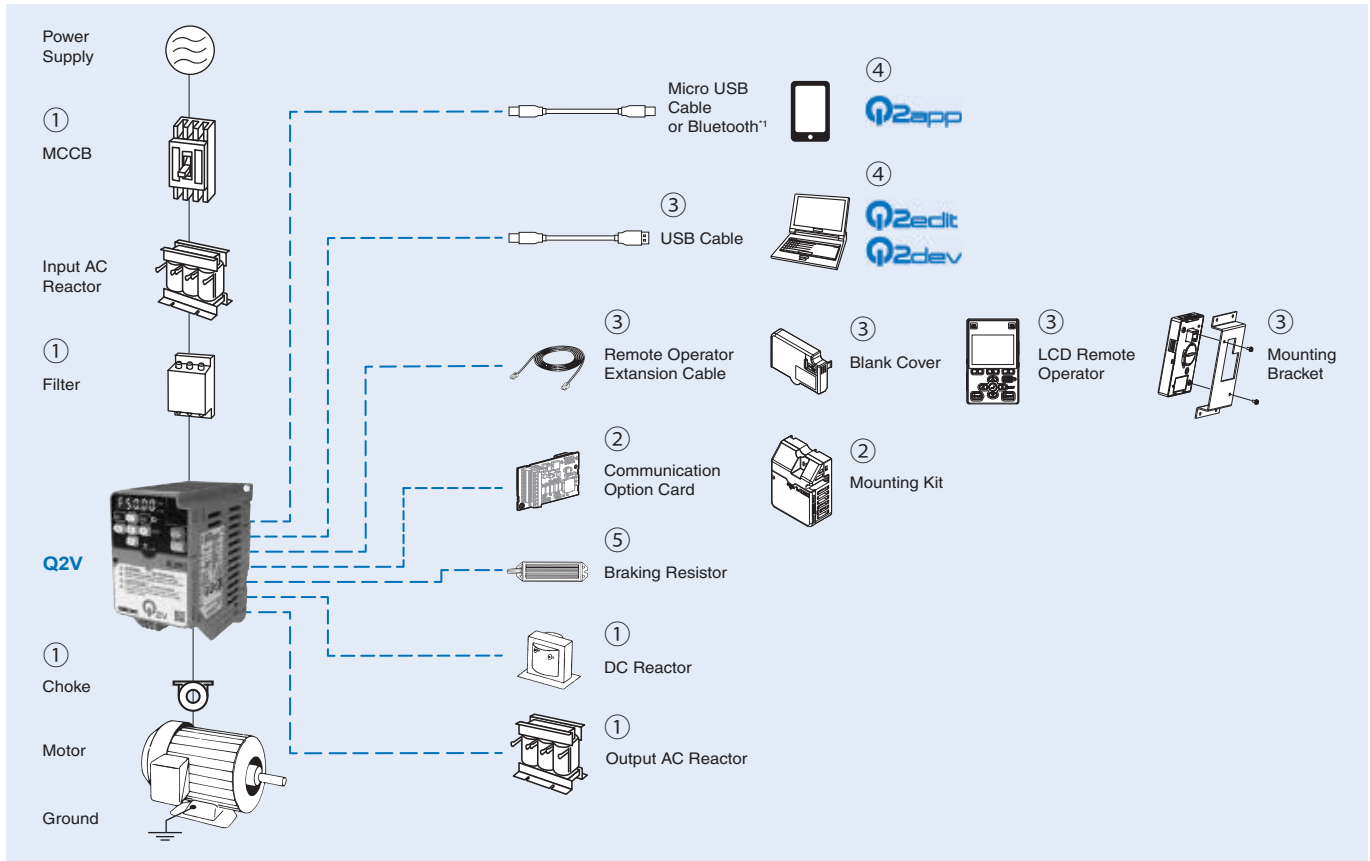 Power
Supply
①
MCCB
Input AC
Reactor
①
Filter
F50.00
Q2V
①
Choke
Motor
Ground
Micro USB
Cable
or Bluetooth*1
④
Q2app
③
USB Cable
④
Q2edit
Q2dev
③
Remote Operator
Extension Cable
③
Blank Cover
③
LCD Remote
Operator
③
Mounting
Bracket
②
Communication
Option Card
②
Mounting Kit
⑤
Braking Resistor
①
DC Reactor
①
Output AC Reactor